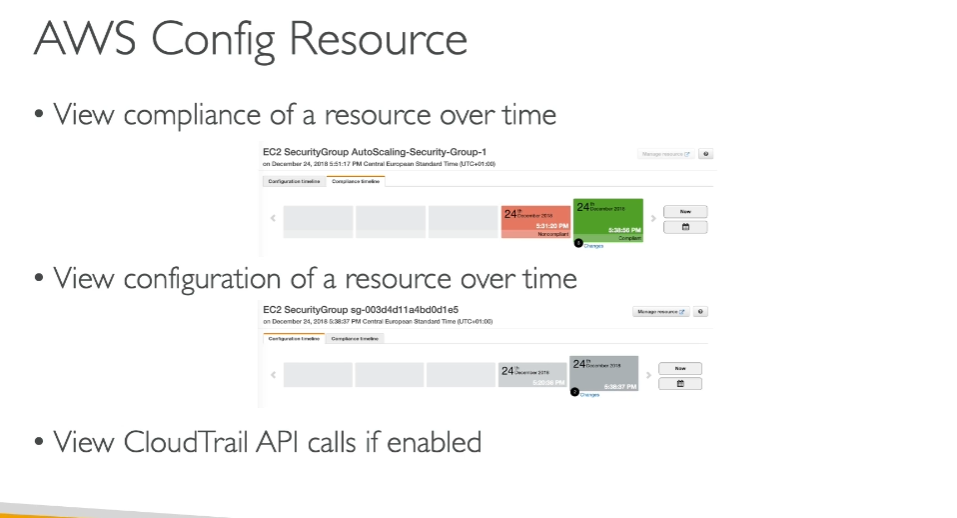 AWS Config Resource
• View compliance of a resource over time
EC2 SecurityGroup AutoScaling-Security-Group-1
Manage resource
on December 24, 2018 5:51:17 PM Central European Standard Time (UTC+01:00)
Configuration timeline
Compliance timeline
24th December 2018
5:31:20 PM
Noncompliant
24th December 2018
5:38:56 PM
Compliant
Changes
Now
• View configuration of a resource over time
EC2 SecurityGroup sg-003d4d11a4bd0d1e5
Manage resource
on December 24, 2018 5:38:37 PM Central European Standard Time (UTC+01:00)
Configuration timeline
Compliance timeline
24th December 2018
PM
24th December 2018
5:38:37 PM
Changes
Now
• View CloudTrail API calls if enabled